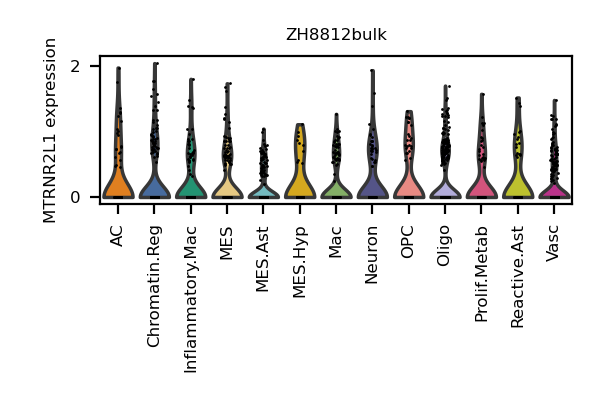 ZH8812bulk
MTRNR2L1 expression
2
0
AC
Chromatin.Reg
Inflammatory.Mac
MES
MES.Ast
MES.Hyp
Mac
Neuron
OPC
Oligo
Prolif.Metab
Reactive.Ast
Vasc